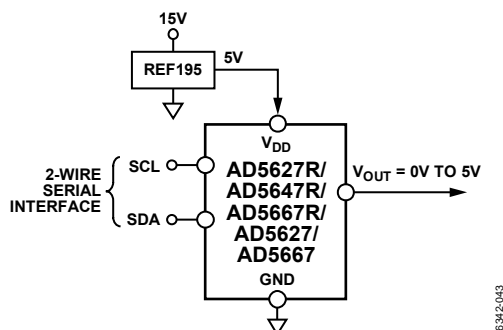 15V
REF195
5V
VDD
2-WIRE
SERIAL
INTERFACE
SCL
SDA
AD5627R/
AD5647R/
AD5667R/
AD5627/
AD5667
GND
VOUT = 0V TO 5V
6342-043